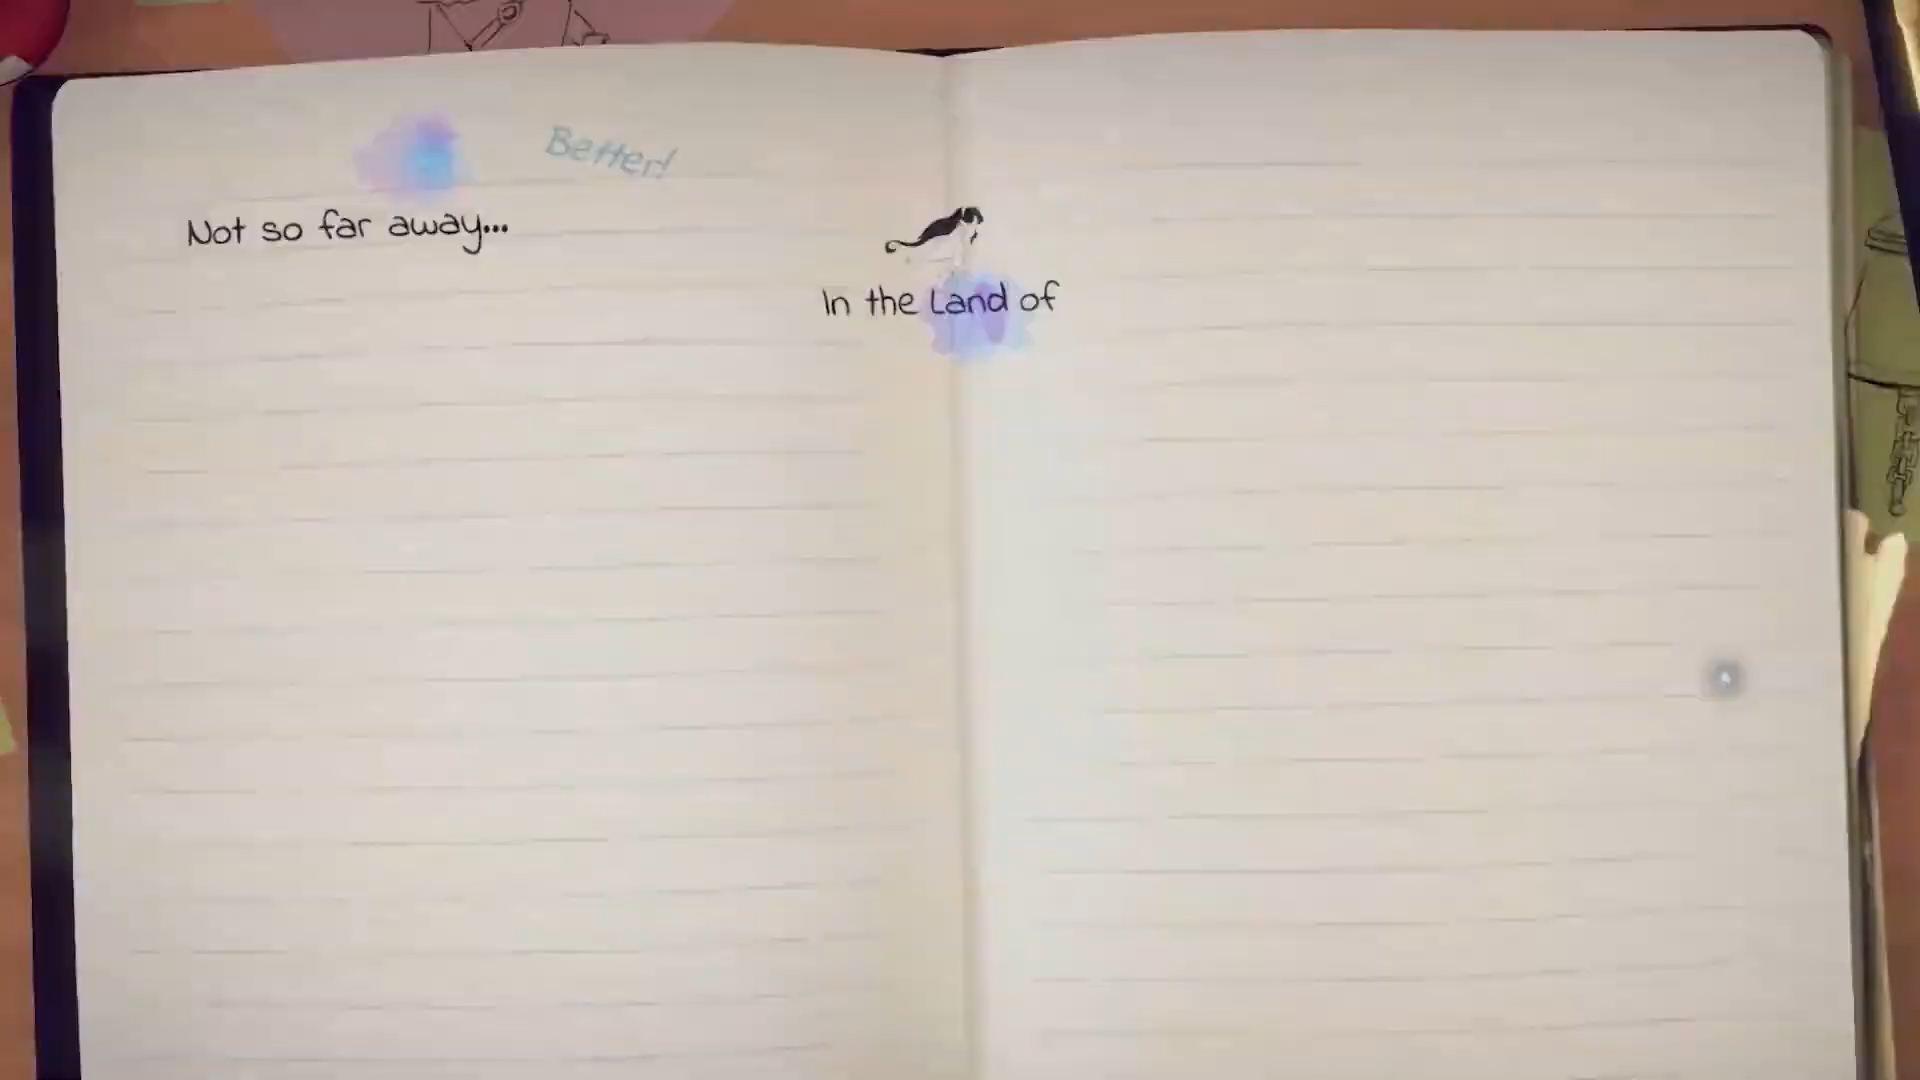 Better!
Not so far away...
In the Land of